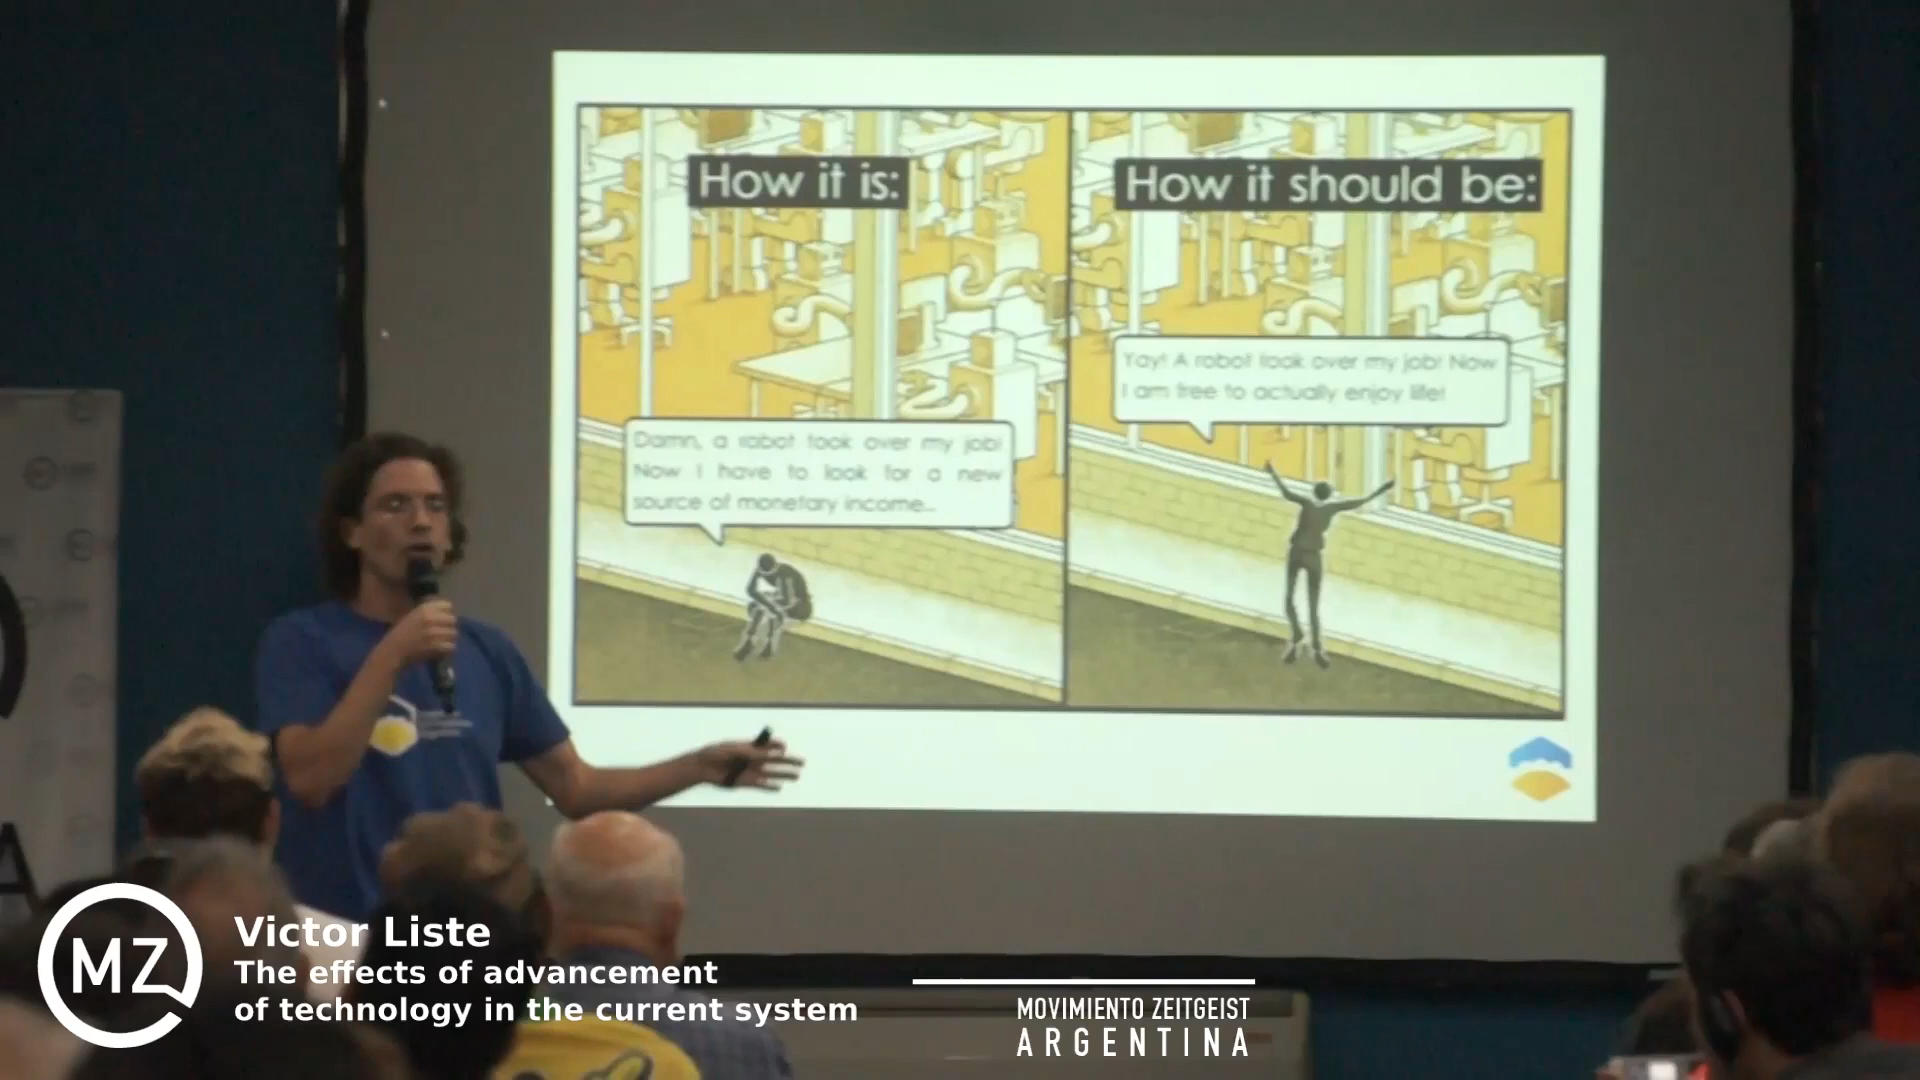 How it is:
How it should be:
Yay! A robot took over my job! Now
I am free to actually enjoy life!
Damn, a robot took over my job!
Now I have to look for a new
source of monetary income...
MZ
Victor Liste
The effects of advancement
of technology in the current system
MOVIMIENTO ZEITGEIST
ARGENTINA